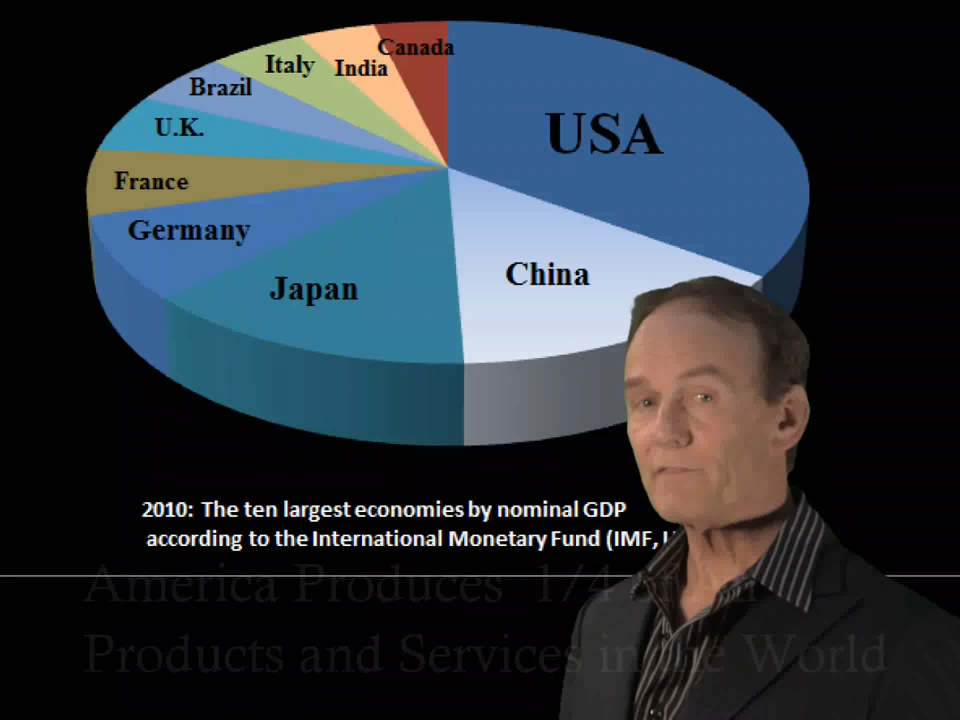 Canada
Italy
India
Brazil
USA
U.K.
France
Germany
China
Japan
2010: The ten largest economies by nominal GDP
according to the International Monetary Fund (IMF,
America Produces 1/4
Products and Services in the World